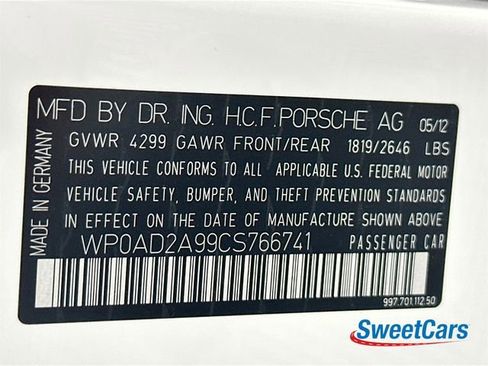 MFD BY DR. ING. H.C.F. PORSCHE AG 05/12
GVWR 4299 GAWR FRONT/REAR 1819/2646 LBS
THIS VEHICLE CONFORMS TO ALL APPLICABLE U.S. FEDERAL MOTOR
VEHICLE SAFETY, BUMPER, AND THEFT PREVENTION STANDARDS
IN EFFECT ON THE DATE OF MANUFACTURE SHOWN ABOVE
WP0AD2A99CS766741 PASSENGER CAR
MADE IN GERMANY
997.701.112.50
SweetCars